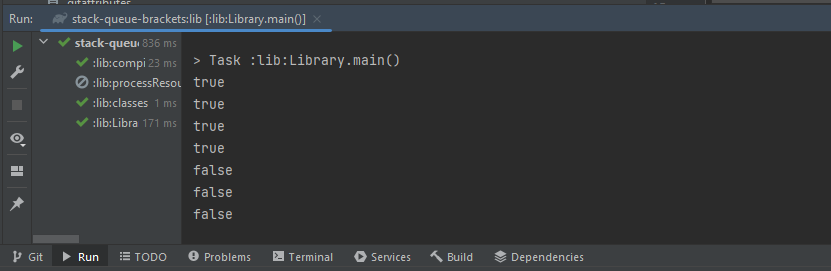 .gitattributes
Run: stack-queue-brackets:lib [:lib:Library.main()] ×
stack-queue 836 ms
:lib:compi 23 ms
:lib:processResou
:lib:classes 1 ms
:lib:Libra 171 ms
> Task :lib:Library.main()
true
true
true
true
false
false
false
Git Run TODO Problems Terminal Services Build Dependencies